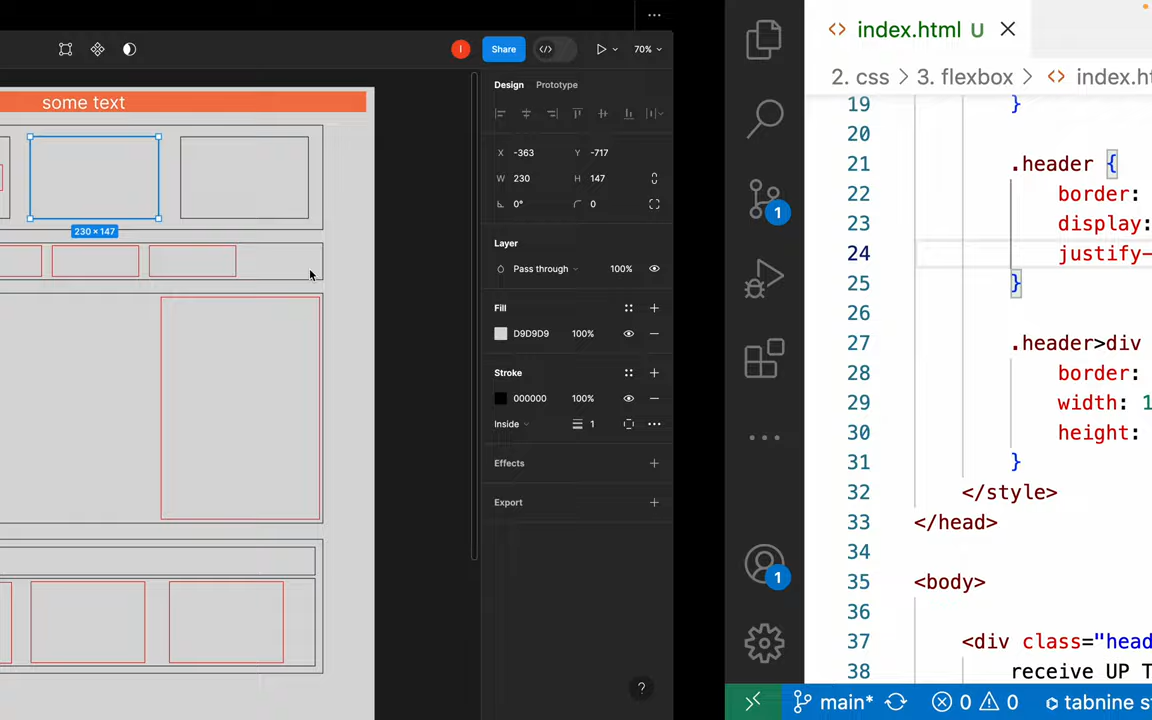 Share
70%
some text
230 × 147
Design Prototype
X -363 Y -717
W 230 H 147
0° 0
Layer
Pass through 100%
Fill
D9D9D9 100%
Stroke
000000 100%
Inside 1
Effects
Export
?
1
1
index.html U
2. css > 3. flexbox > index.ht
19 }
20
21 .header {
22 border:
23 display:
24 justify-
25 }
26
27 .header>div
28 border:
29 width: 1
30 height:
31 }
32 </style>
33 </head>
34
35 <body>
36
37 <div class="head
38 receive UP T
main* 0 0 tabnine st